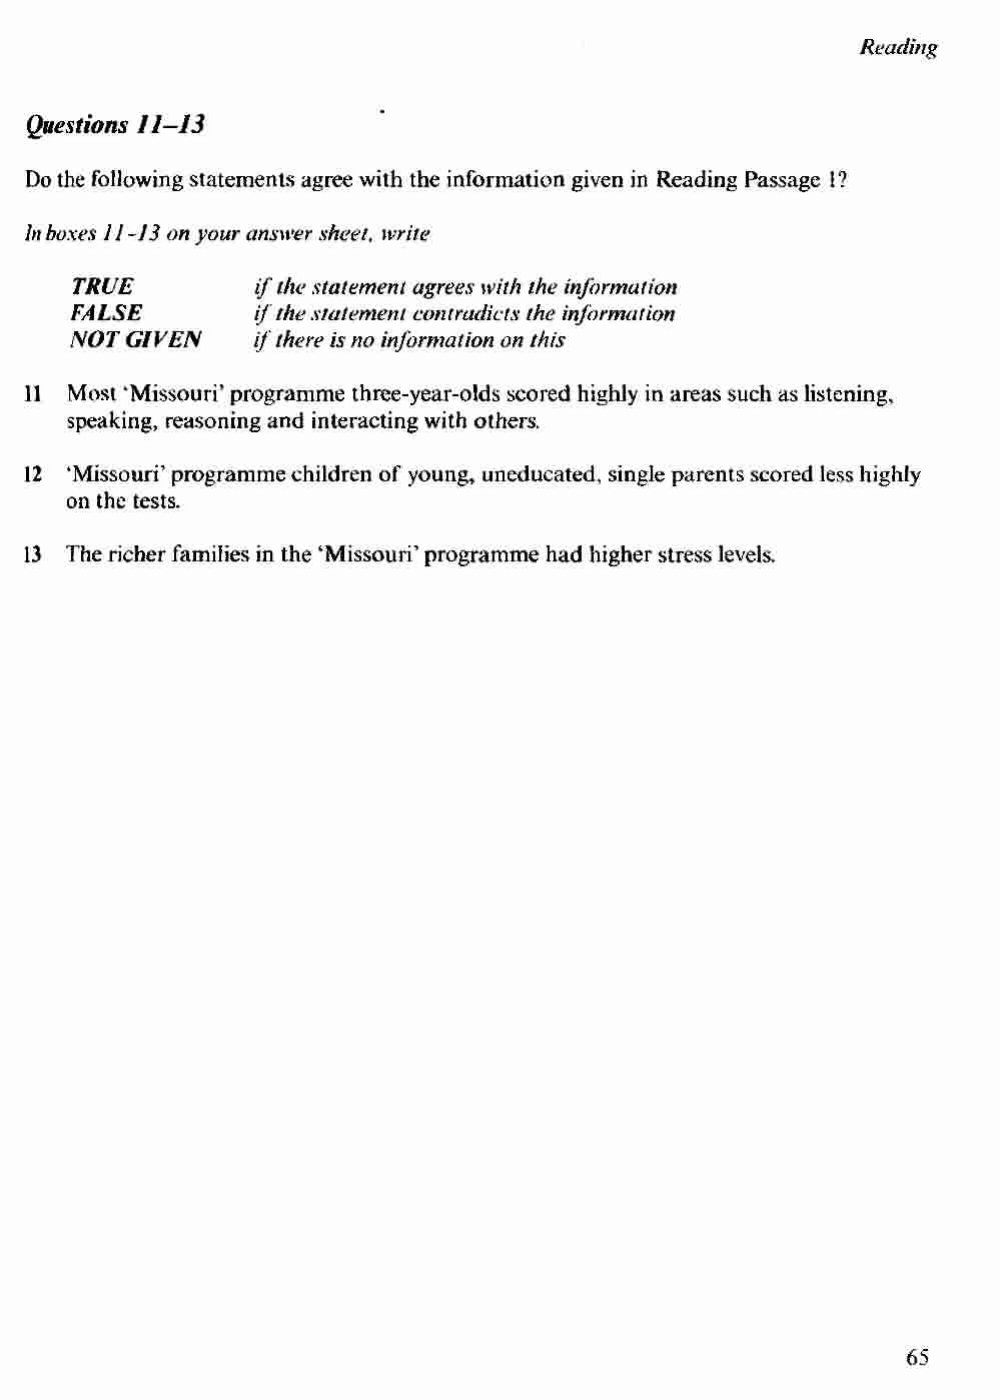 Reading
Questions 11–13
Do the following statements agree with the information given in Reading Passage 1?
In boxes 11-13 on your answer sheet, write
TRUE if the statement agrees with the information
FALSE if the statement contradicts the information
NOT GIVEN if there is no information on this
11 Most ‘Missouri’ programme three-year-olds scored highly in areas such as listening,
speaking, reasoning and interacting with others.
12 ‘Missouri’ programme children of young, uneducated, single parents scored less highly
on the tests.
13 The richer families in the ‘Missouri’ programme had higher stress levels.
65